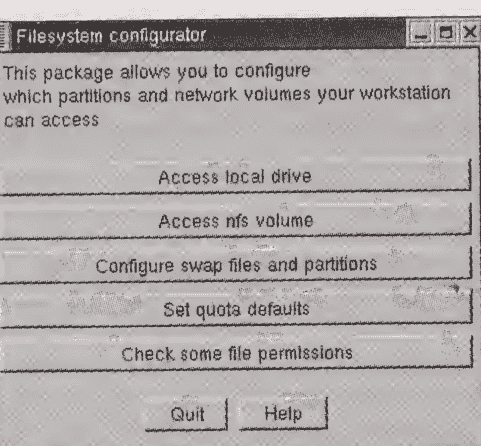 Filesystem configurator
This package allows you to configure
which partitions and network volumes your workstation
can access
Access local drive
Access nfs volume
Configure swap files and partitions
Set quota defaults
Check some file permissions
Quit Help